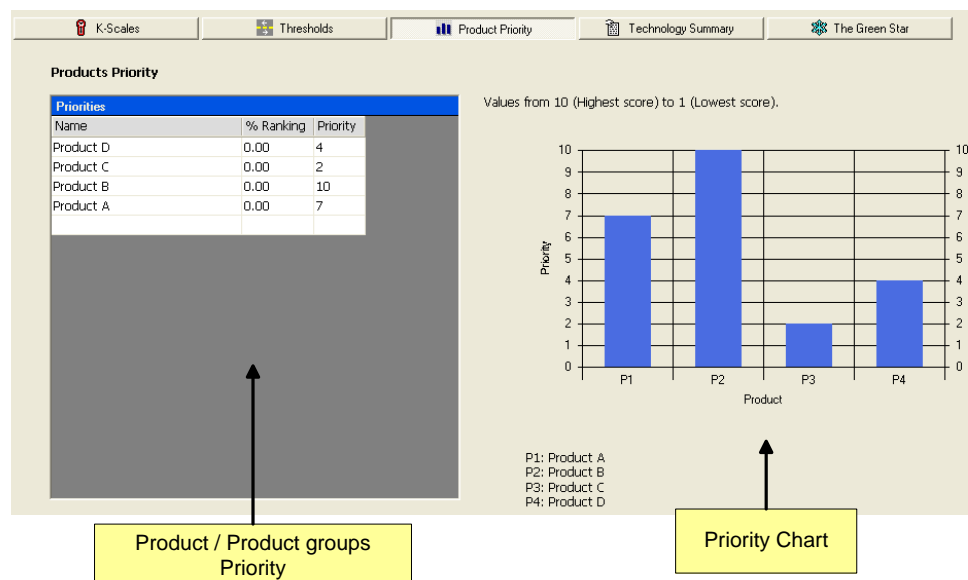 K-Scales Thresholds Product Priority Technology Summary The Green Star
Products Priority
Priorities
Name % Ranking Priority
Product D 0.00 4
Product C 0.00 2
Product B 0.00 10
Product A 0.00 7
Values from 10 (Highest score) to 1 (Lowest score).
10 10
9 9
8 8
7 7
6 6
5 5
4 4
3 3
2 2
1 1
0 0
Priority
P1 P2 P3 P4
Product
P1: Product A
P2: Product B
P3: Product C
P4: Product D
Product / Product groups
Priority
Priority Chart